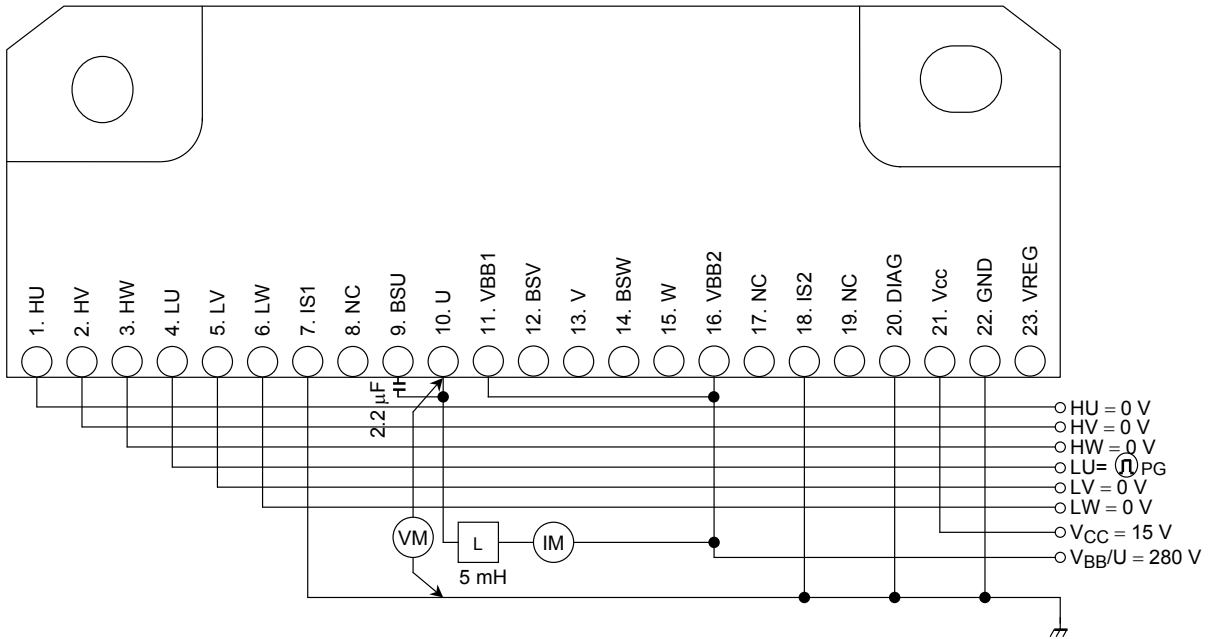 1. HU
2. HV
3. HW
4. LU
5. LV
6. LW
7. IS1
8. NC
9. BSU
10. U
11. VBB1
12. BSV
13. V
14. BSW
15. W
16. VBB2
17. NC
18. IS2
19. NC
20. DIAG
21. Vcc
22. GND
23. VREG
2.2 μF
HU = 0 V
HV = 0 V
HW = 0 V
LU= PG
LV = 0 V
LW = 0 V
VCC = 15 V
VBB/U = 280 V
VM
L
IM
5 mH